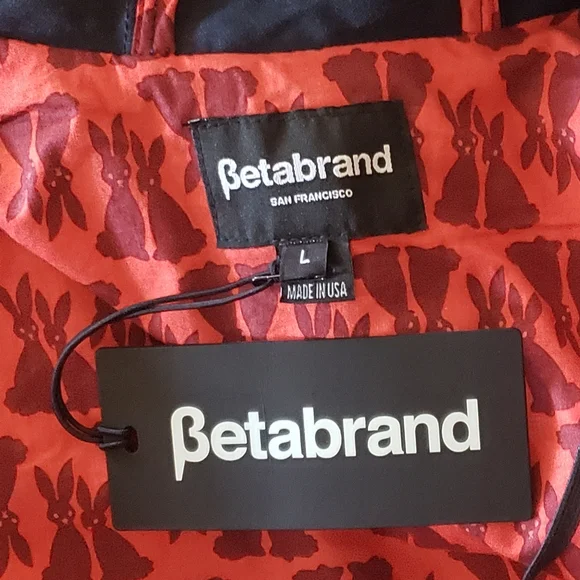 βetabrand
SAN FRANCISCO
L
MADE IN USA
βetabrand